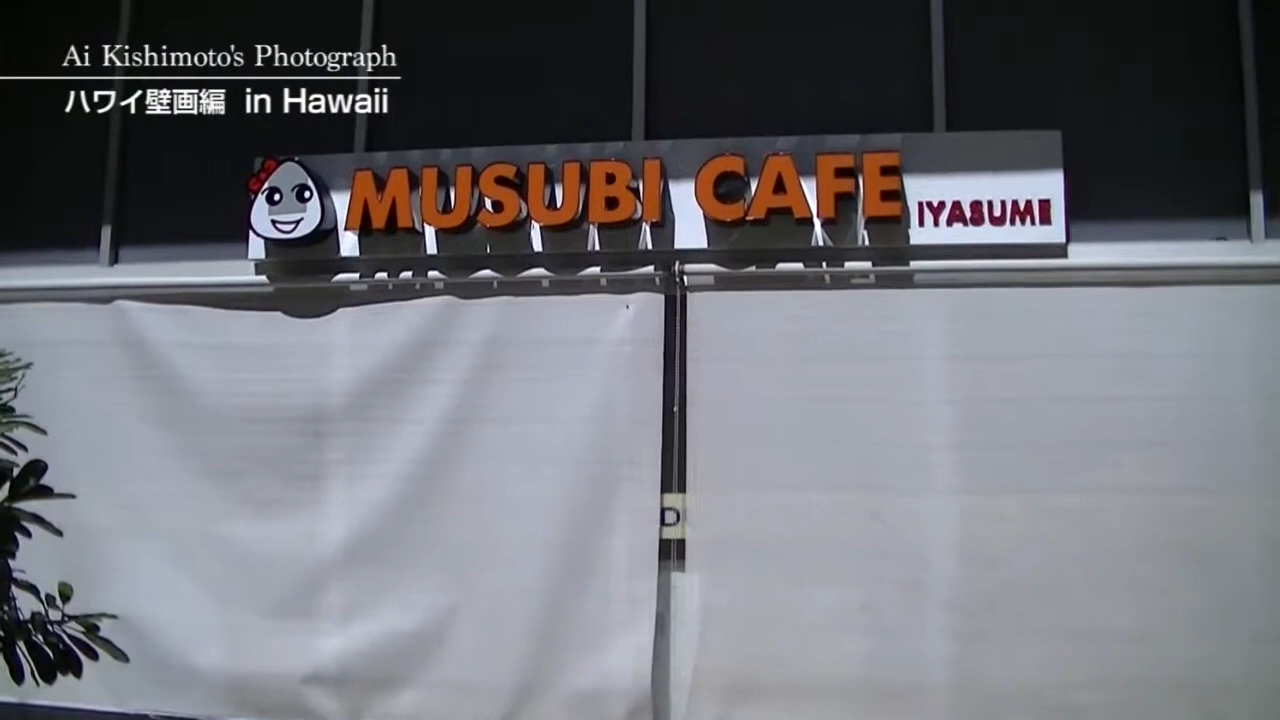 Ai Kishimoto's Photograph
ハワイ壁画編 in Hawaii
MUSUBI CAFE IYASUME
D